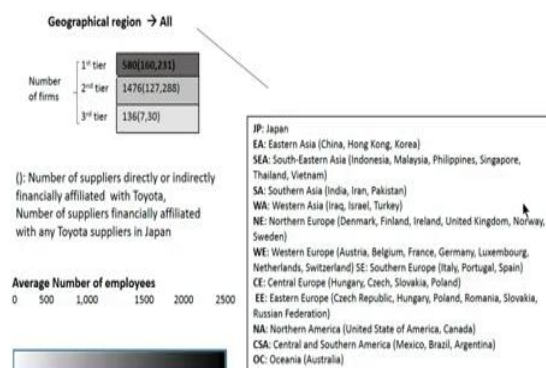 Geographical region → All
Number of firms
1st tier 580(160,231)
2nd tier 1476(127,288)
3rd tier 136(7,30)
(): Number of suppliers directly or indirectly
financially affiliated with Toyota,
Number of suppliers financially affiliated
with any Toyota suppliers in Japan
Average Number of employees
0 500 1,000 1500 2000 2500
JP: Japan
EA: Eastern Asia (China, Hong Kong, Korea)
SEA: South-Eastern Asia (Indonesia, Malaysia, Philippines, Singapore,
Thailand, Vietnam)
SA: Southern Asia (India, Iran, Pakistan)
WA: Western Asia (Iraq, Israel, Turkey)
NE: Northern Europe (Denmark, Finland, Ireland, United Kingdom, Norway,
Sweden)
WE: Western Europe (Austria, Belgium, France, Germany, Luxembourg,
Netherlands, Switzerland) SE: Southern Europe (Italy, Portugal, Spain)
CE: Central Europe (Hungary, Czech, Slovakia, Poland)
EE: Eastern Europe (Czech Republic, Hungary, Poland, Romania, Slovakia,
Russian Federation)
NA: Northern America (United State of America, Canada)
CSA: Central and Southern America (Mexico, Brazil, Argentina)
OC: Oceania (Australia)